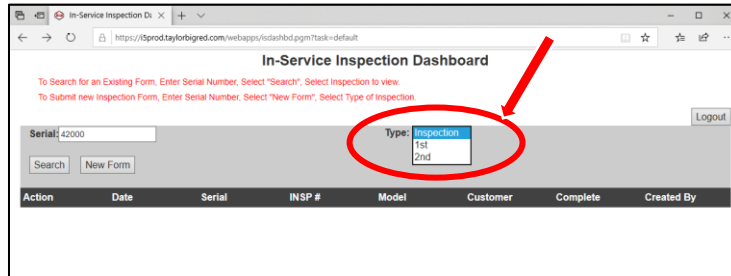 In-Service Inspection Da
https://i5prod.taylorbigred.com/webapps/isdashbd.pgm?task=default
In-Service Inspection Dashboard
To Search for an Existing Form, Enter Serial Number, Select "Search", Select Inspection to view.
To Submit new Inspection Form, Enter Serial Number, Select "New Form", Select Type of Inspection.
Logout
Serial: 42000 Type: Inspection
1st
2nd
Search New Form
Action Date Serial INSP # Model Customer Complete Created By